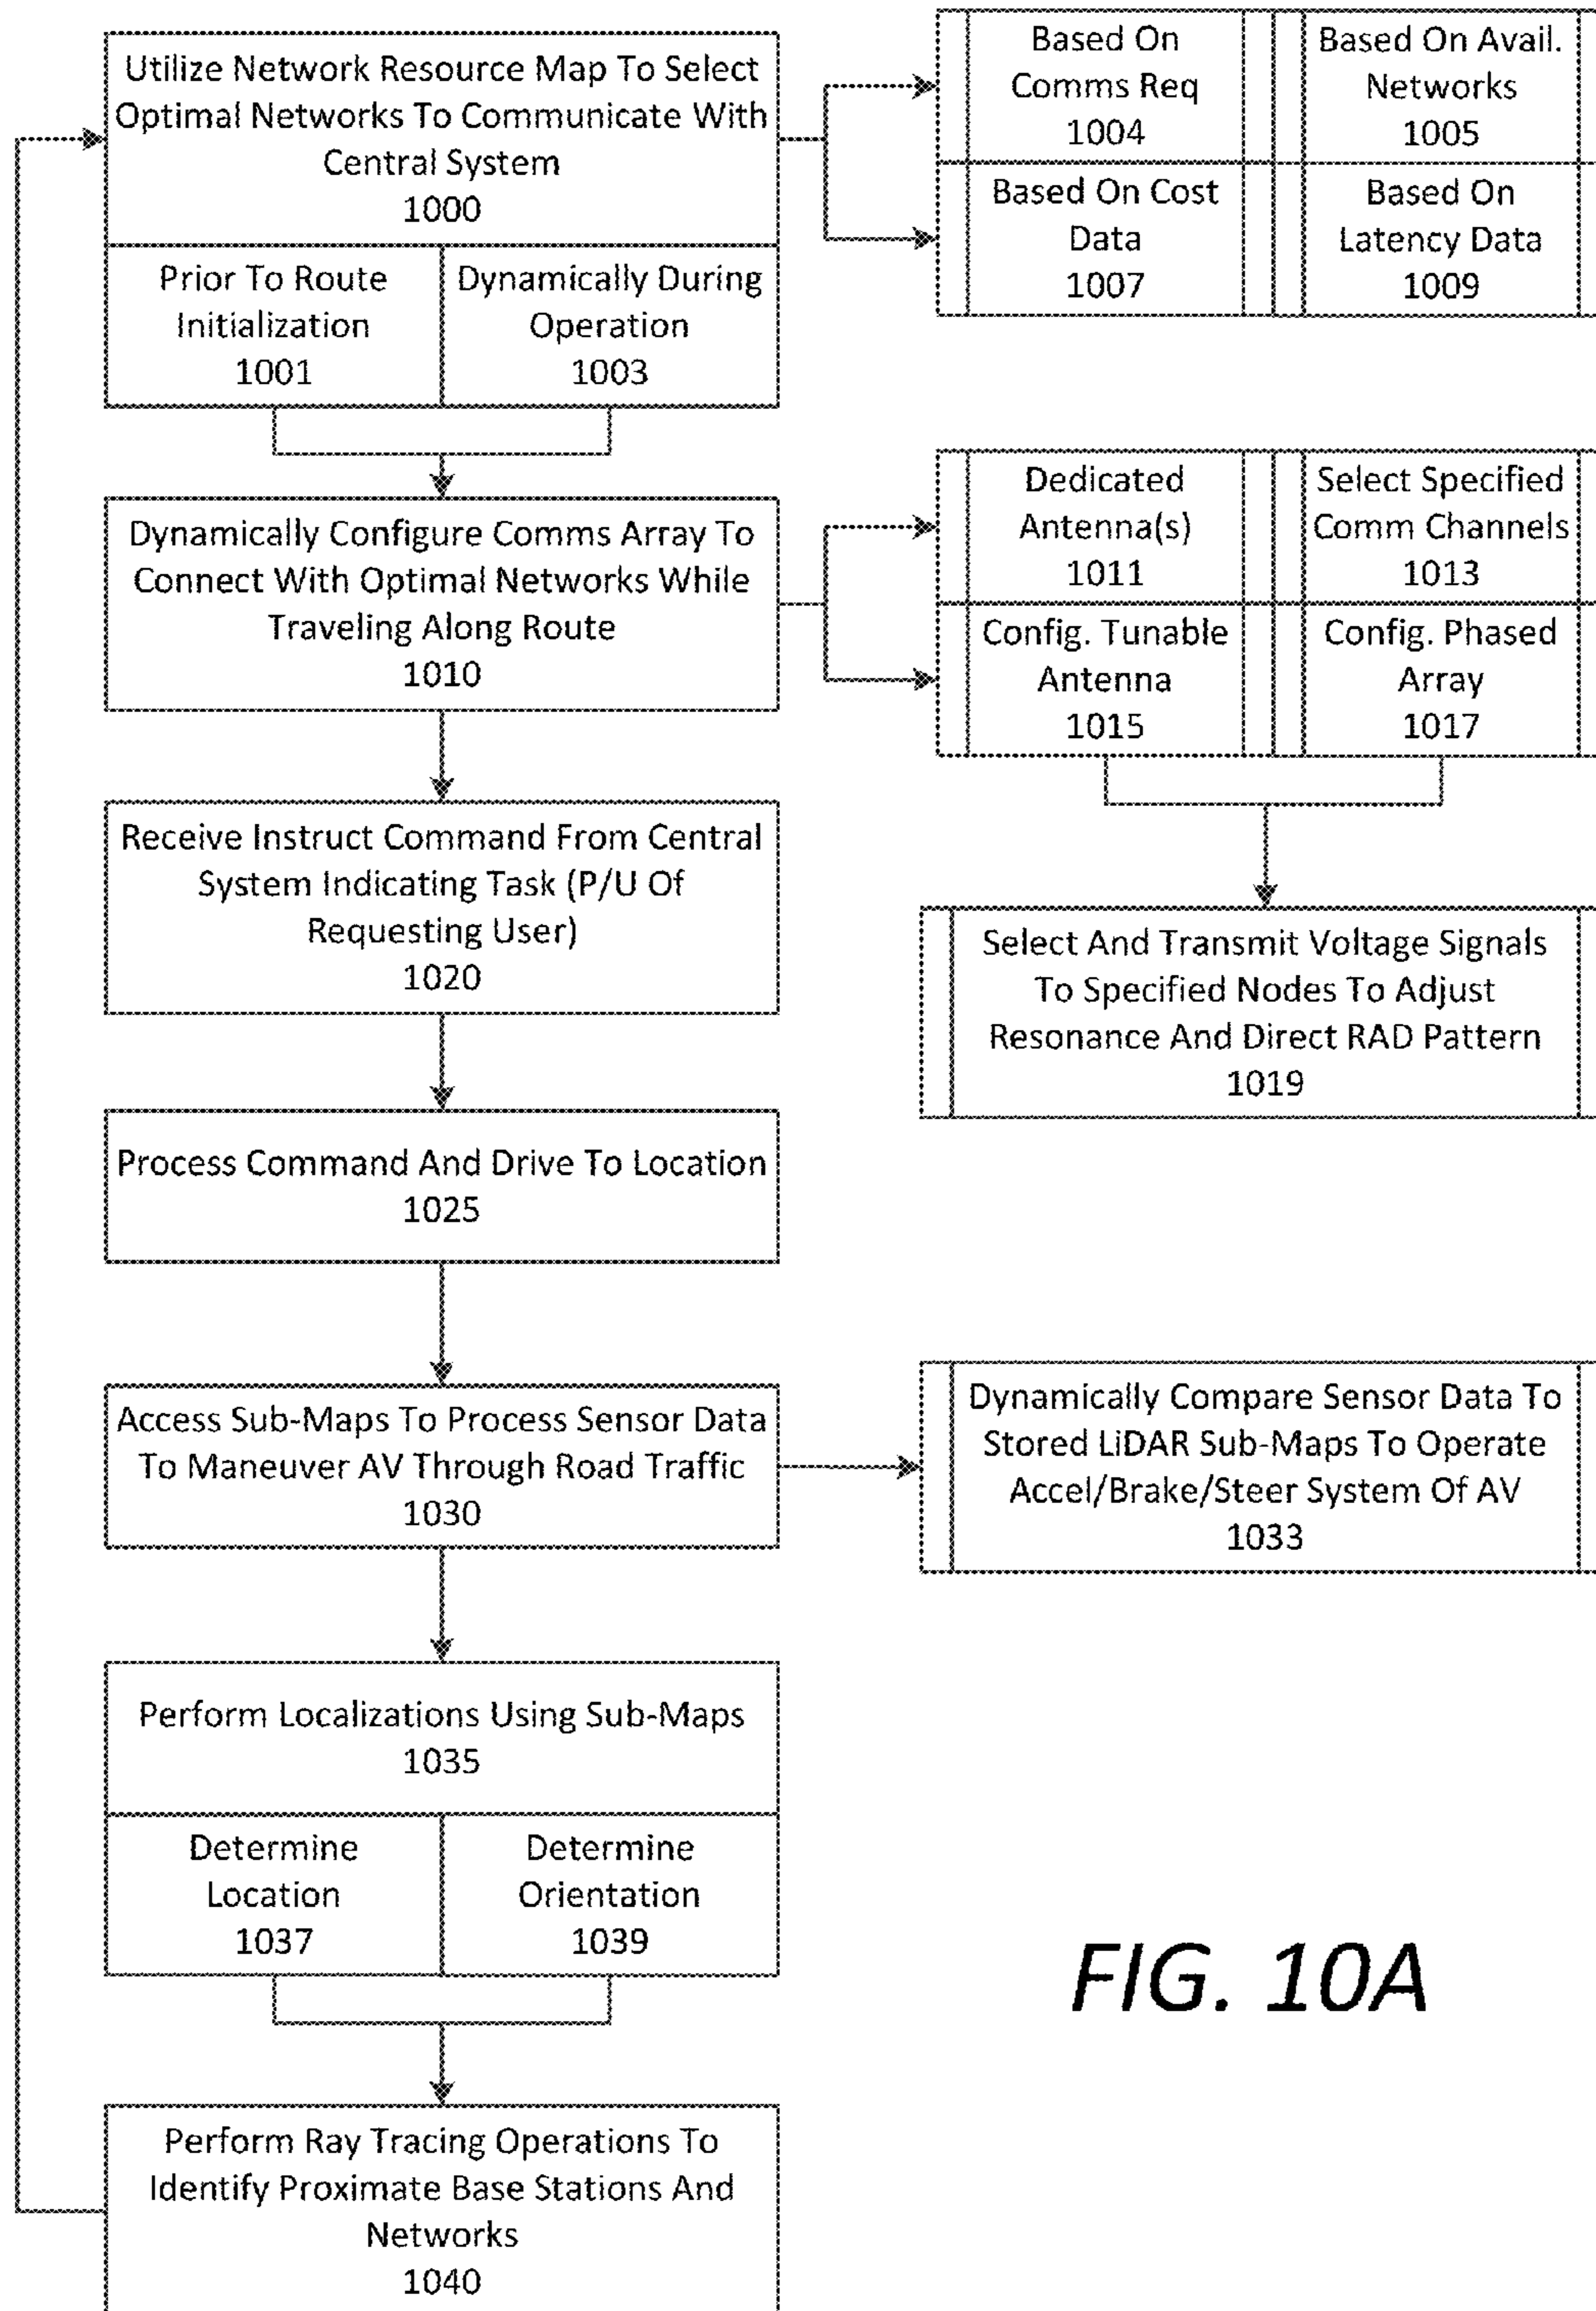 Utilize Network Resource Map To Select
Optimal Networks To Communicate With
Central System
1000
Prior To Route
Initialization
1001
Dynamically During
Operation
1003
Based On
Comms Req
1004
Based On Avail.
Networks
1005
Based On Cost
Data
1007
Based On
Latency Data
1009
Dynamically Configure Comms Array To
Connect With Optimal Networks While
Traveling Along Route
1010
Dedicated
Antenna(s)
1011
Select Specified
Comm Channels
1013
Config. Tunable
Antenna
1015
Config. Phased
Array
1017
Select And Transmit Voltage Signals
To Specified Nodes To Adjust
Resonance And Direct RAD Pattern
1019
Receive Instruct Command From Central
System Indicating Task (P/U Of
Requesting User)
1020
Process Command And Drive To Location
1025
Access Sub-Maps To Process Sensor Data
To Maneuver AV Through Road Traffic
1030
Dynamically Compare Sensor Data To
Stored LiDAR Sub-Maps To Operate
Accel/Brake/Steer System Of AV
1033
Perform Localizations Using Sub-Maps
1035
Determine
Location
1037
Determine
Orientation
1039
Perform Ray Tracing Operations To
Identify Proximate Base Stations And
Networks
1040
FIG. 10A